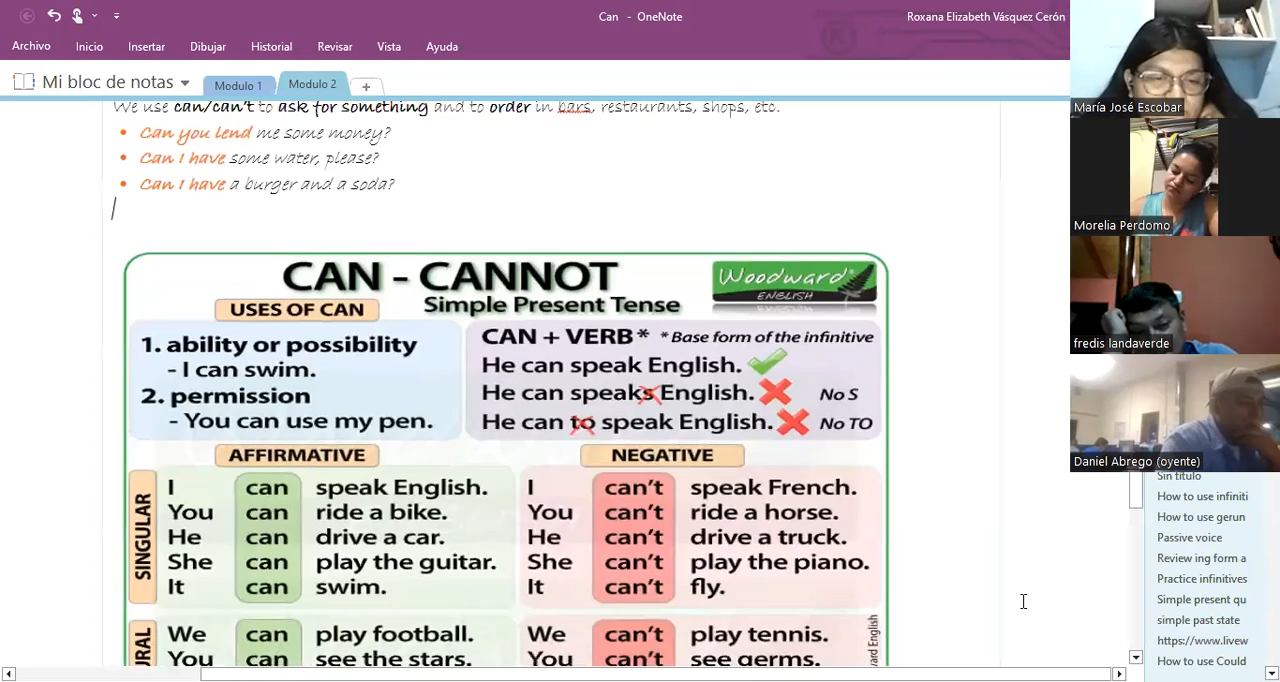 Can - OneNote
Roxana Elizabeth Vásquez Cerón
Archivo Inicio Insertar Dibujar Historial Revisar Vista Ayuda
Mi bloc de notas Modulo 1 Modulo 2 +
We use can/can't to ask for something and to order in bars, restaurants, shops, etc.
• Can you lend me some money?
• Can I have some water, please?
• Can I have a burger and a soda?
CAN - CANNOT
Simple Present Tense
Woodward®
ENGLISH
USES OF CAN
1. ability or possibility
- I can swim.
2. permission
- You can use my pen.
CAN + VERB* *Base form of the infinitive
He can speak English.
He can speaks English. No S
He can to speak English. No TO
AFFIRMATIVE
NEGATIVE
SINGULAR
I can speak English.
You can ride a bike.
He can drive a car.
She can play the guitar.
It can swim.
I can't speak French.
You can't ride a horse.
He can't drive a truck.
She can't play the piano.
It can't fly.
We can play football.
You can see the stars.
We can't play tennis.
You can't see germs.
María José Escobar
Morelia Perdomo
fredis landaverde
Daniel Abrego (oyente)
Sin título
How to use infiniti
How to use gerun
Passive voice
Review ing form a
Practice infinitives
Simple present qu
simple past state
https://www.livew
How to use Could